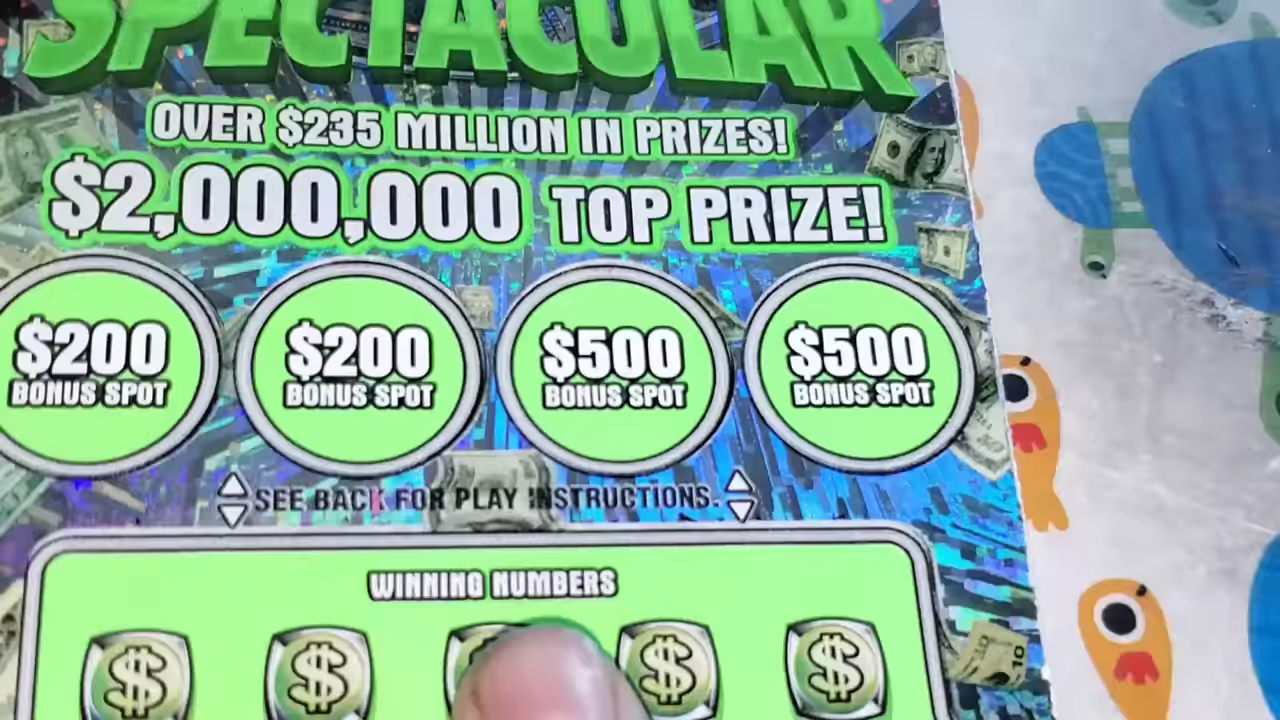 SPECTACULAR
OVER $235 MILLION IN PRIZES!
$2,000,000 TOP PRIZE!
$200 $200 $500 $500
BONUS SPOT BONUS SPOT BONUS SPOT BONUS SPOT
SEE BACK FOR PLAY INSTRUCTIONS.
WINNING NUMBERS
$ $ $ $
10